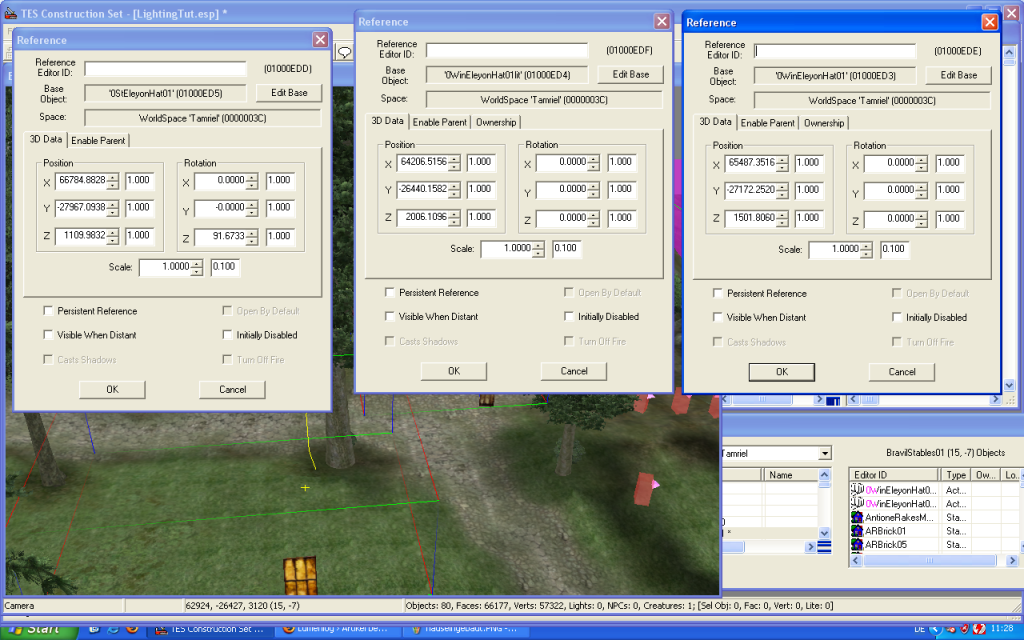 TES Construction Set - [LightingTut.esp] *
Reference
Reference Editor ID:
(01000EDD)
Base Object:
'0StEleyonHat01' (01000ED5)
Edit Base
Space:
WorldSpace 'Tamriel' (0000003C)
3D Data
Enable Parent
Position
Rotation
X 66784.8828 1.000
X 0.0000 1.000
Y -27967.0938 1.000
Y -0.0000 1.000
Z 1109.9832 1.000
Z 91.6733 1.000
Scale: 1.0000 0.100
Persistent Reference
Open By Default
Visible When Distant
Initially Disabled
Casts Shadows
Turn Off Fire
OK
Cancel
Reference
Reference Editor ID:
(01000EDF)
Base Object:
'0WinEleyonHat01lit' (01000ED4)
Edit Base
Space:
WorldSpace 'Tamriel' (0000003C)
3D Data
Enable Parent
Ownership
Position
Rotation
X 64206.5156 1.000
X 0.0000 1.000
Y -26440.1582 1.000
Y 0.0000 1.000
Z 2006.1096 1.000
Z 0.0000 1.000
Scale: 1.0000 0.100
Persistent Reference
Open By Default
Visible When Distant
Initially Disabled
Casts Shadows
Turn Off Fire
OK
Cancel
Reference
Reference Editor ID:
(01000EDE)
Base Object:
'0WinEleyonHat01' (01000ED3)
Edit Base
Space:
WorldSpace 'Tamriel' (0000003C)
3D Data
Enable Parent
Ownership
Position
Rotation
X 65487.3516 1.000
X 0.0000 1.000
Y -27172.2520 1.000
Y 0.0000 1.000
Z 1501.8060 1.000
Z 0.0000 1.000
Scale: 1.0000 0.100
Persistent Reference
Open By Default
Visible When Distant
Initially Disabled
Casts Shadows
Turn Off Fire
OK
Cancel
Tamriel
BravilStables01 (15, -7) Objects
Name
Editor ID Type Ow... Lo...
0WinEleyonHat0... Act...
0WinEleyonHat0... Act...
AntioneRakesM... Sta...
ARBrick01 Sta...
ARBrick05 Sta...
Camera
62924, -26427, 3120 (15, -7)
Objects: 80, Faces: 66177, Verts: 57322, Lights: 0, NPCs: 0, Creatures: 1; [Sel Obj: 0, Fac: 0, Vert: 0, Lite: 0]
Start
TES Construction Set ...
DE
11:28